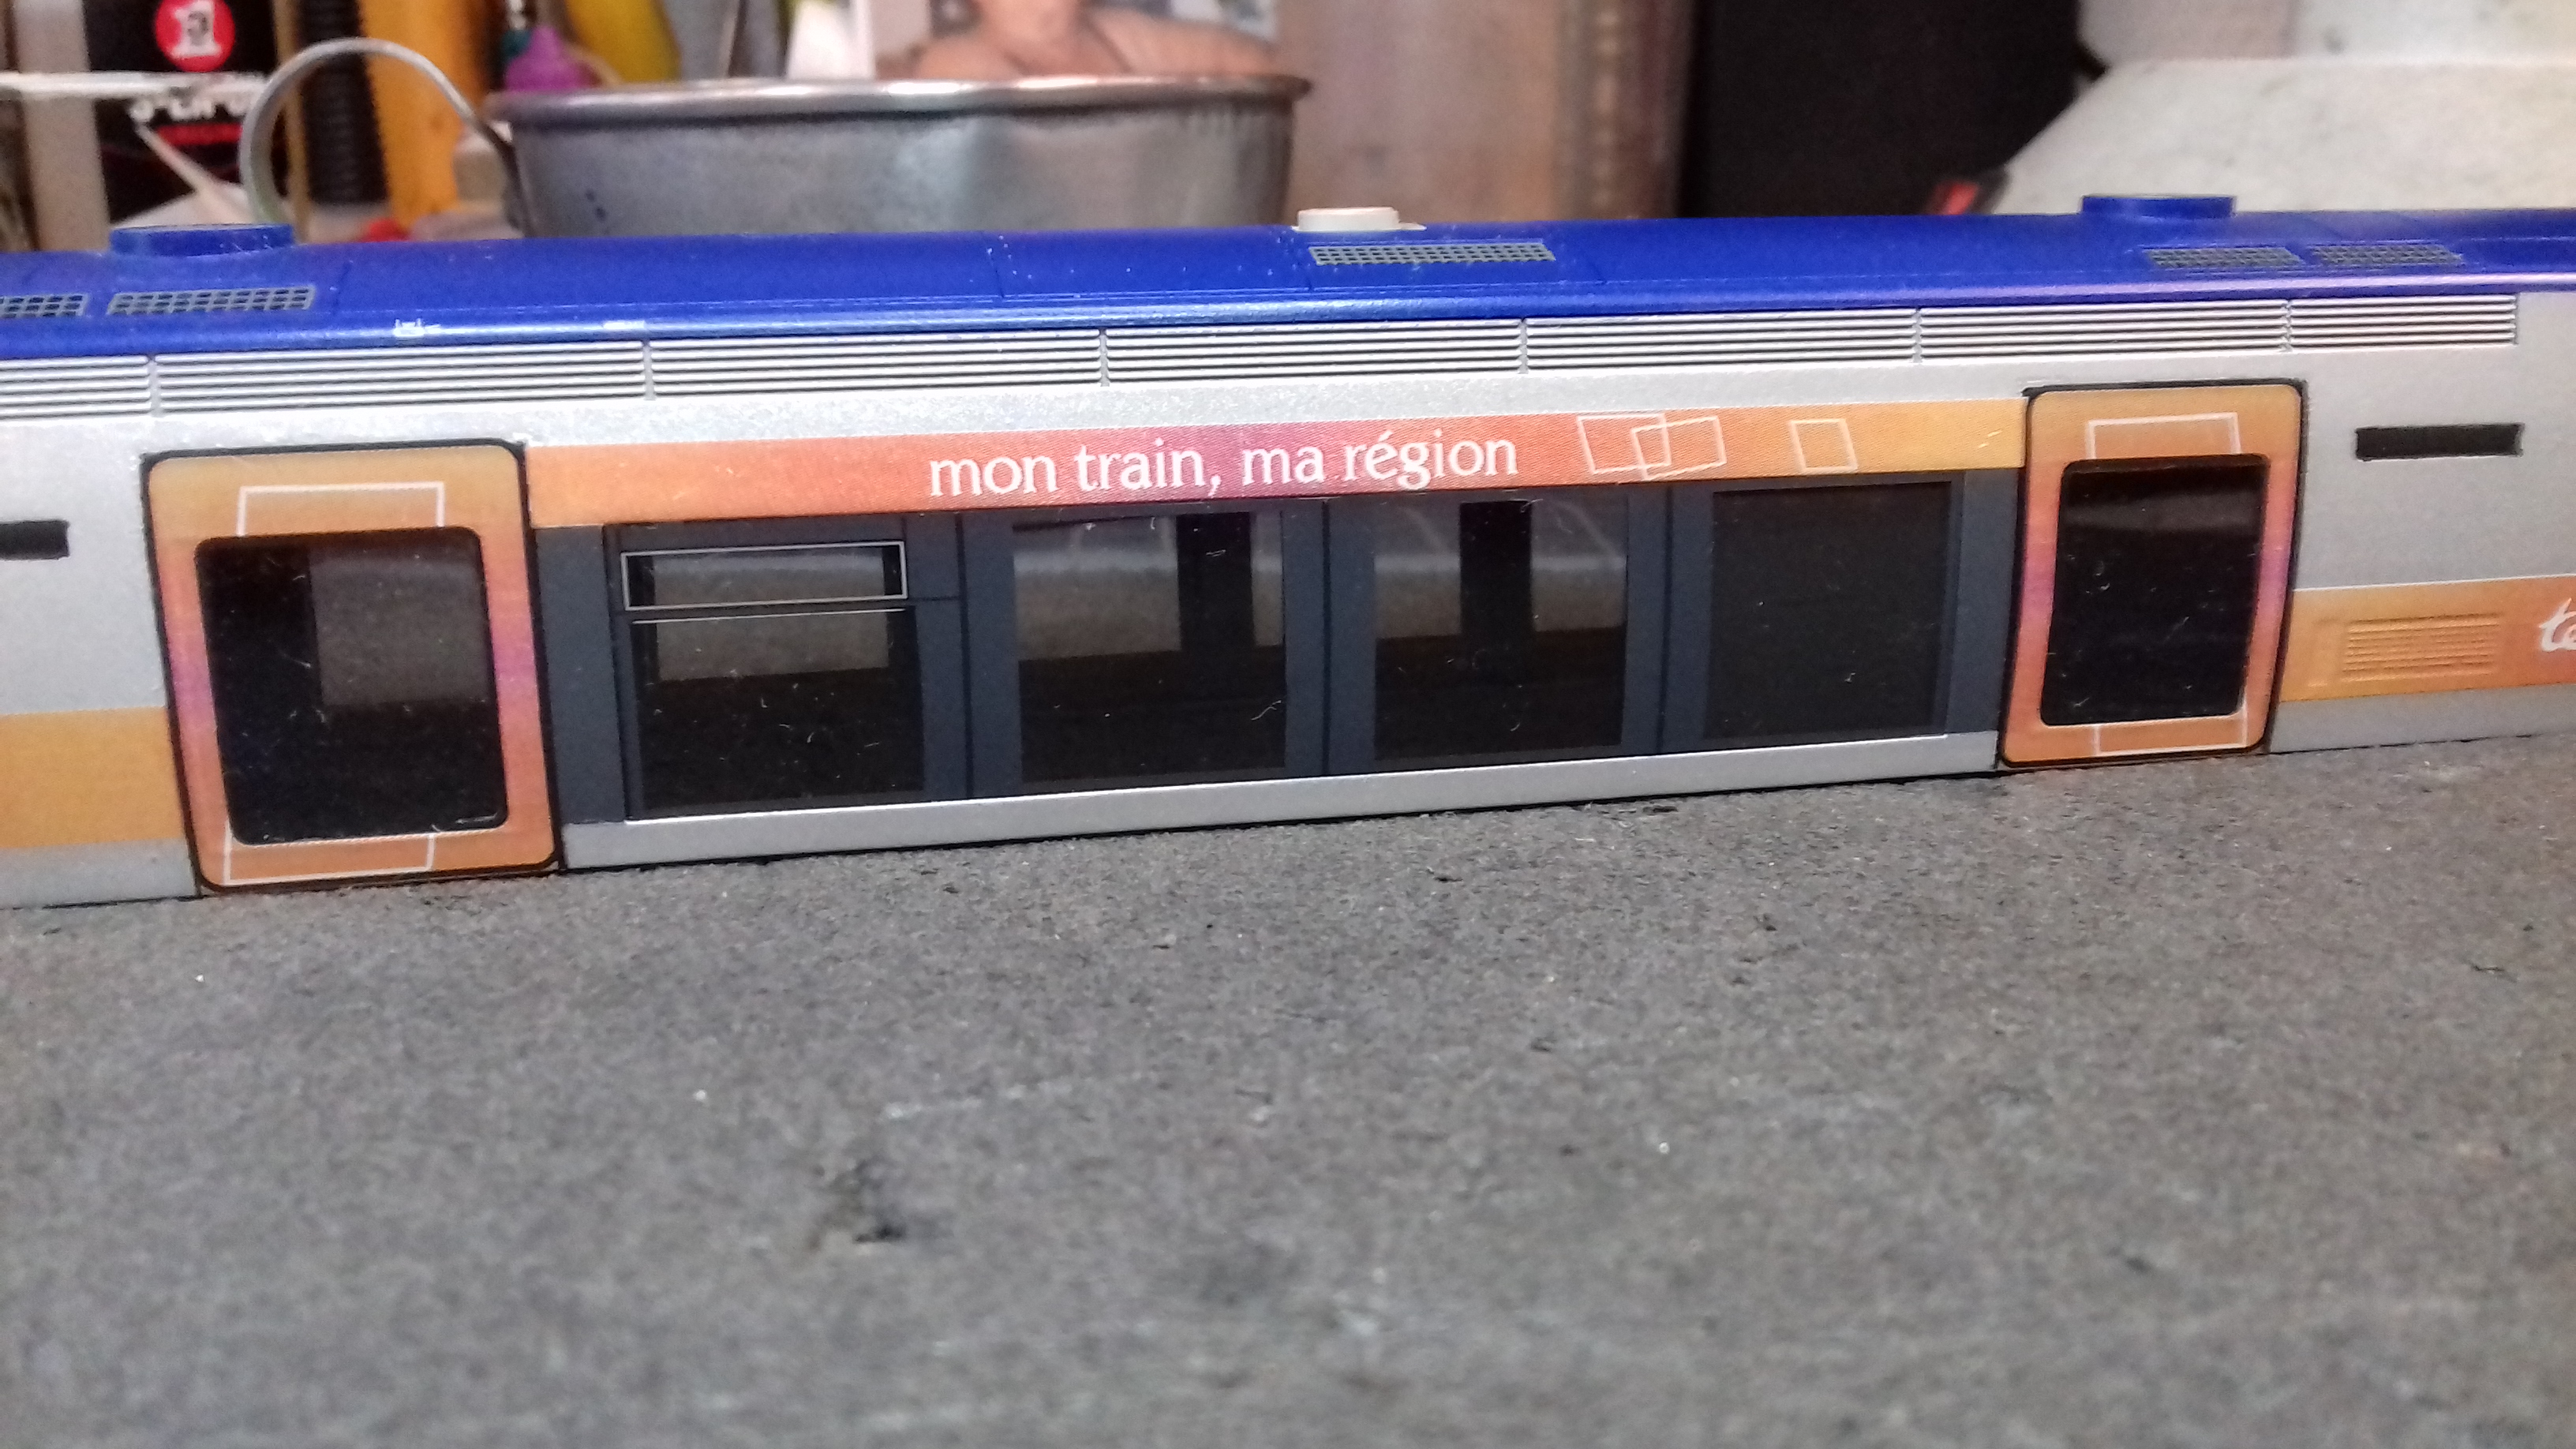 mon train, ma région